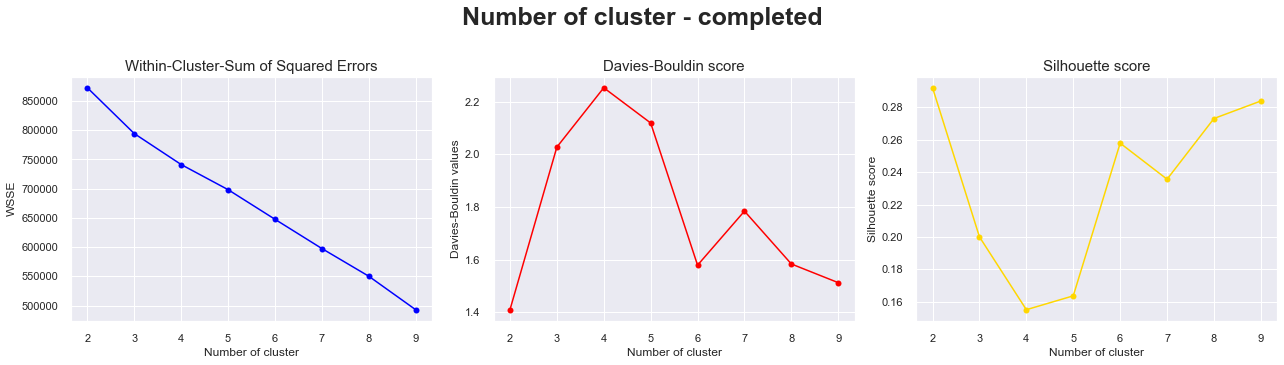 Number of cluster - completed
Within-Cluster-Sum of Squared Errors
WSSE
850000
800000
750000
700000
650000
600000
550000
500000
2 3 4 5 6 7 8 9
Number of cluster
Davies-Bouldin score
Davies-Bouldin values
2.2
2.0
1.8
1.6
1.4
2 3 4 5 6 7 8 9
Number of cluster
Silhouette score
Silhouette score
0.28
0.26
0.24
0.22
0.20
0.18
0.16
2 3 4 5 6 7 8 9
Number of cluster